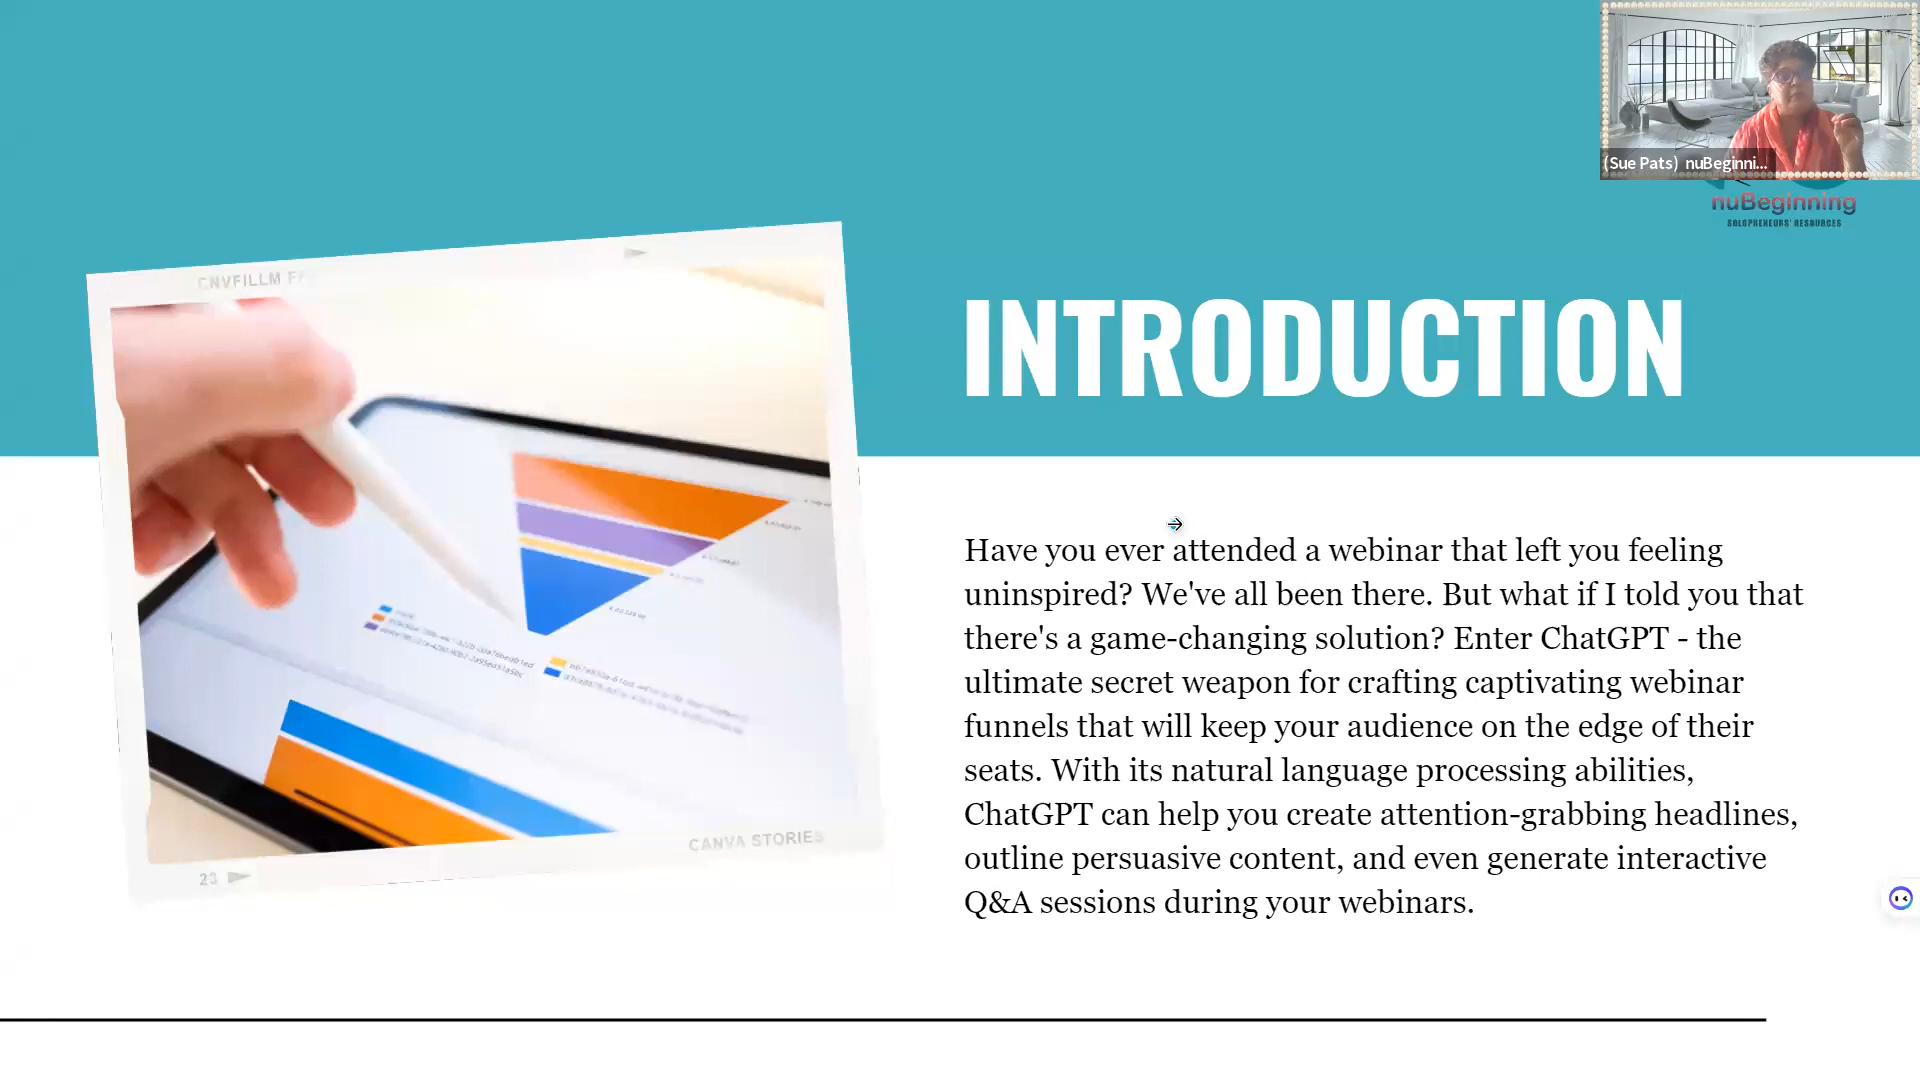 (Sue Pats) nuBeginni...
nuBeginning
SOLOPRENEURS' RESOURCES
CNVFILLM
INTRODUCTION
Have you ever attended a webinar that left you feeling
uninspired? We've all been there. But what if I told you that
there's a game-changing solution? Enter ChatGPT - the
ultimate secret weapon for crafting captivating webinar
funnels that will keep your audience on the edge of their
seats. With its natural language processing abilities,
ChatGPT can help you create attention-grabbing headlines,
outline persuasive content, and even generate interactive
Q&A sessions during your webinars.
CANVA STORIES
23